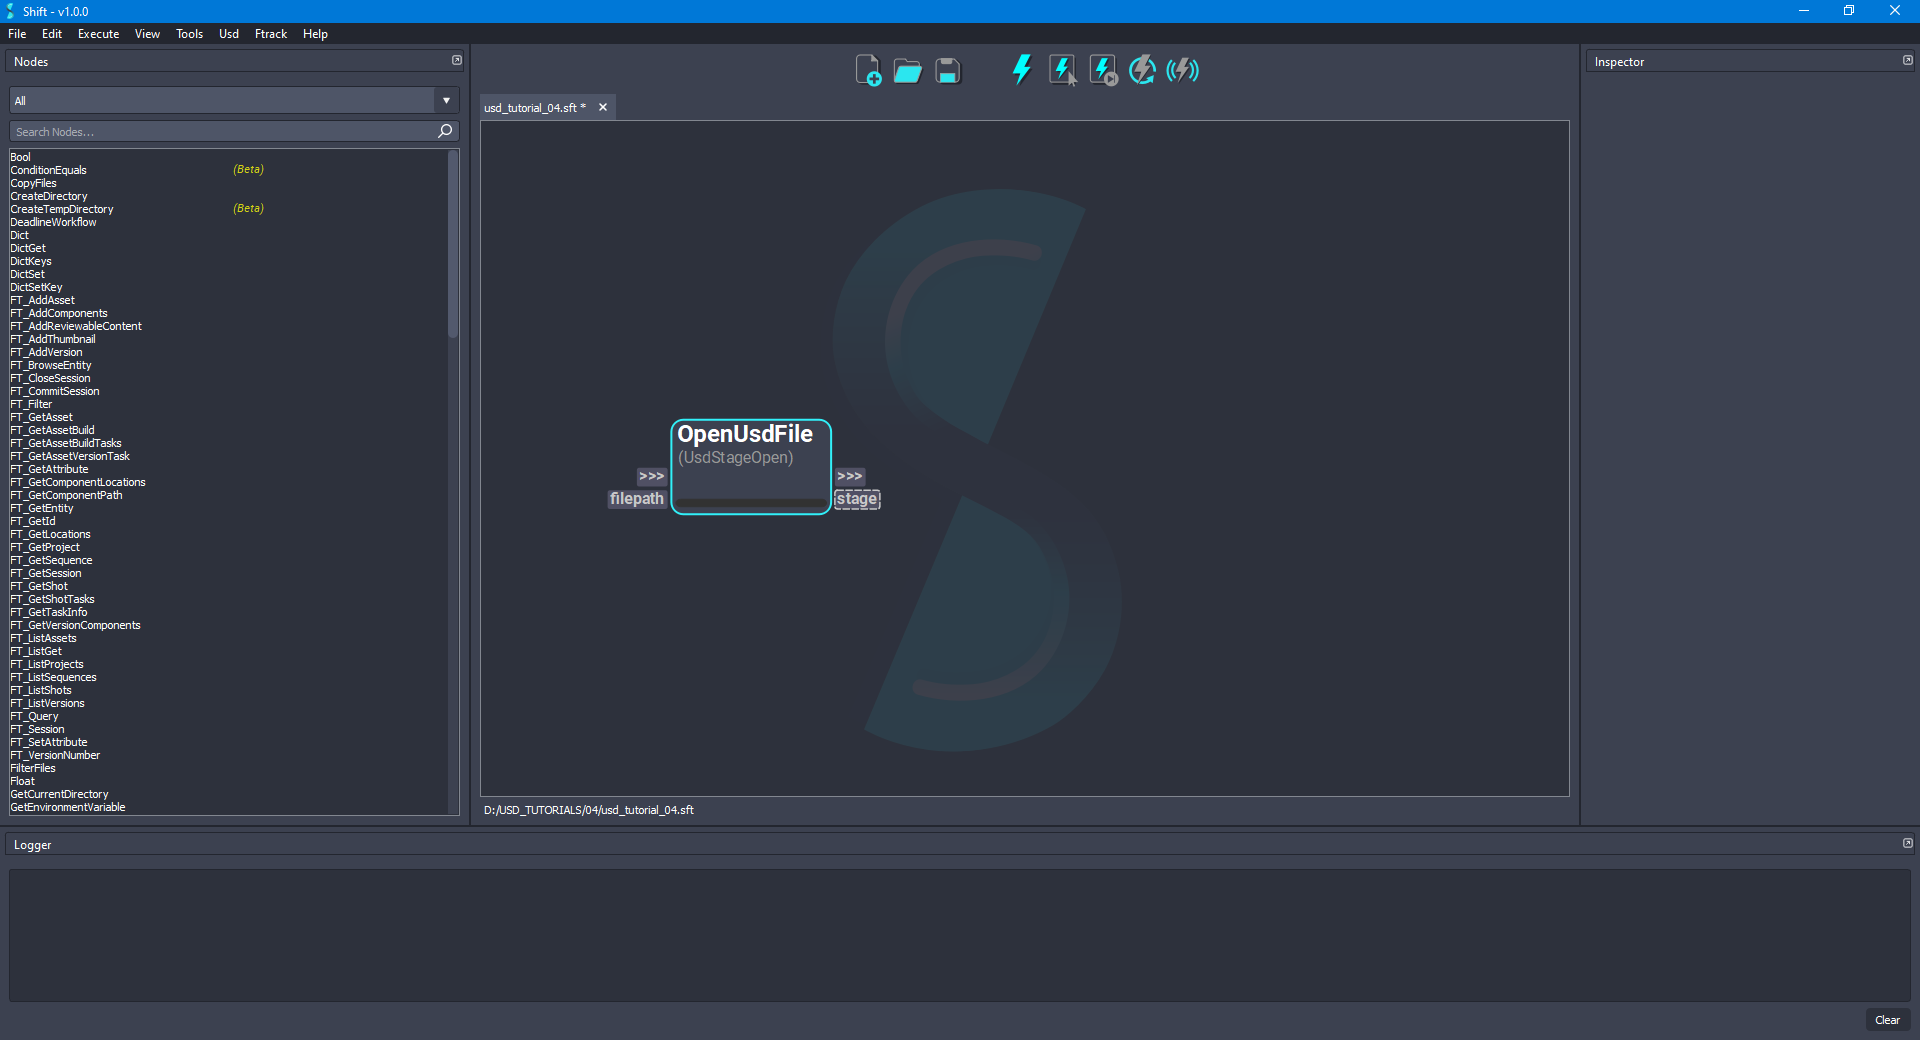 Shift - v1.0.0
File Edit Execute View Tools Usd Ftrack Help
Nodes
All
Search Nodes...
Bool
ConditionEquals (Beta)
CopyFiles
CreateDirectory
CreateTempDirectory (Beta)
DeadlineWorkflow
Dict
DictGet
DictKeys
DictSet
DictSetKey
FT_AddAsset
FT_AddComponents
FT_AddReviewableContent
FT_AddThumbnail
FT_AddVersion
FT_BrowseEntity
FT_CloseSession
FT_CommitSession
FT_Filter
FT_GetAsset
FT_GetAssetBuild
FT_GetAssetBuildTasks
FT_GetAssetVersionTask
FT_GetAttribute
FT_GetComponentLocations
FT_GetComponentPath
FT_GetEntity
FT_GetId
FT_GetLocations
FT_GetProject
FT_GetSequence
FT_GetSession
FT_GetShot
FT_GetShotTasks
FT_GetTaskInfo
FT_GetVersionComponents
FT_ListAssets
FT_ListGet
FT_ListProjects
FT_ListSequences
FT_ListShots
FT_ListVersions
FT_Query
FT_Session
FT_SetAttribute
FT_VersionNumber
FilterFiles
Float
GetCurrentDirectory
GetEnvironmentVariable
usd_tutorial_04.sft *
OpenUsdFile
(UsdStageOpen)
>>> >>>
filepath stage
D:/USD_TUTORIALS/04/usd_tutorial_04.sft
Inspector
Logger
Clear